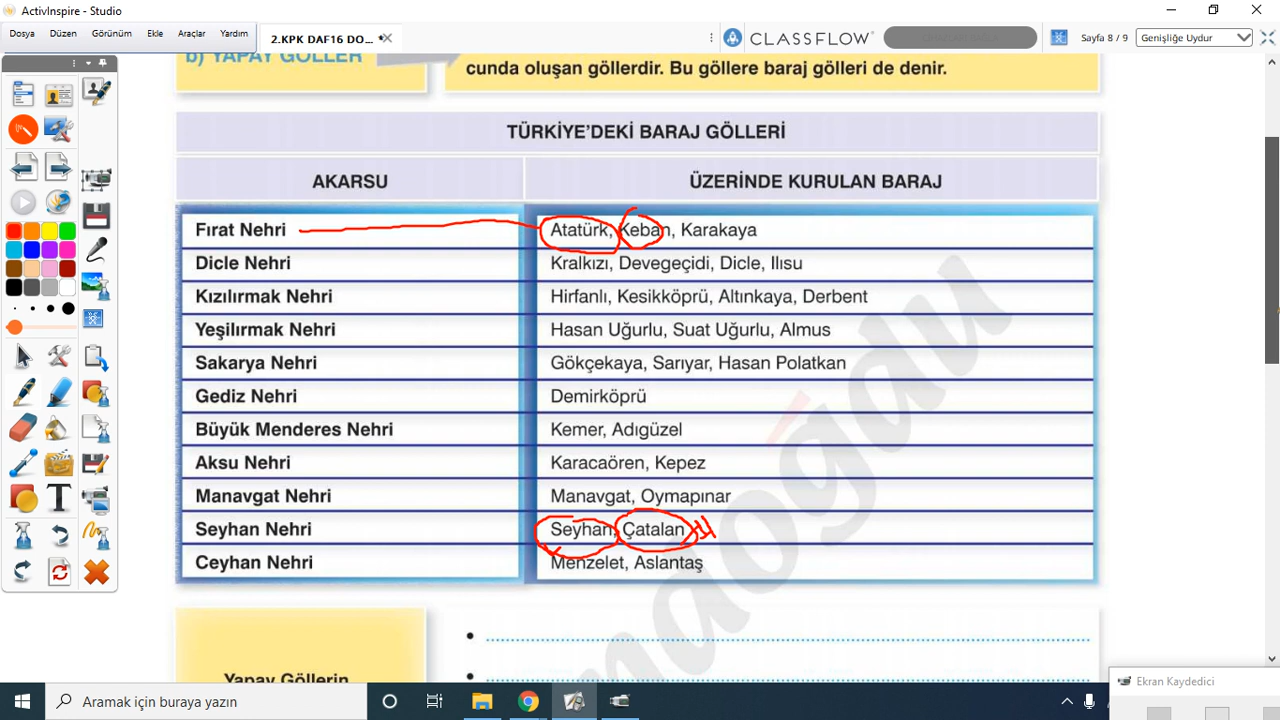 ActivInspire - Studio
Dosya Düzen Görünüm Ekle Araçlar Yardım
2.KPK DAF16 DO...
CLASSFLOW
Sayfa 8 / 9
Genişliğe Uydur
b) YAPAY GÖLLER
cunda oluşan göllerdir. Bu göllere baraj gölleri de denir.
TÜRKİYE'DEKİ BARAJ GÖLLERİ
AKARSU ÜZERİNDE KURULAN BARAJ
Fırat Nehri Atatürk, Keban, Karakaya
Dicle Nehri Kralkızı, Devegeçidi, Dicle, Ilısu
Kızılırmak Nehri Hirfanlı, Kesikköprü, Altınkaya, Derbent
Yeşilırmak Nehri Hasan Uğurlu, Suat Uğurlu, Almus
Sakarya Nehri Gökçekaya, Sarıyar, Hasan Polatkan
Gediz Nehri Demirköprü
Büyük Menderes Nehri Kemer, Adıgüzel
Aksu Nehri Karacaören, Kepez
Manavgat Nehri Manavgat, Oymapınar
Seyhan Nehri Seyhan, Çatalan
Ceyhan Nehri Menzelet, Aslantaş
Yapay Göllerin
Ekran Kaydedici
Aramak için buraya yazın